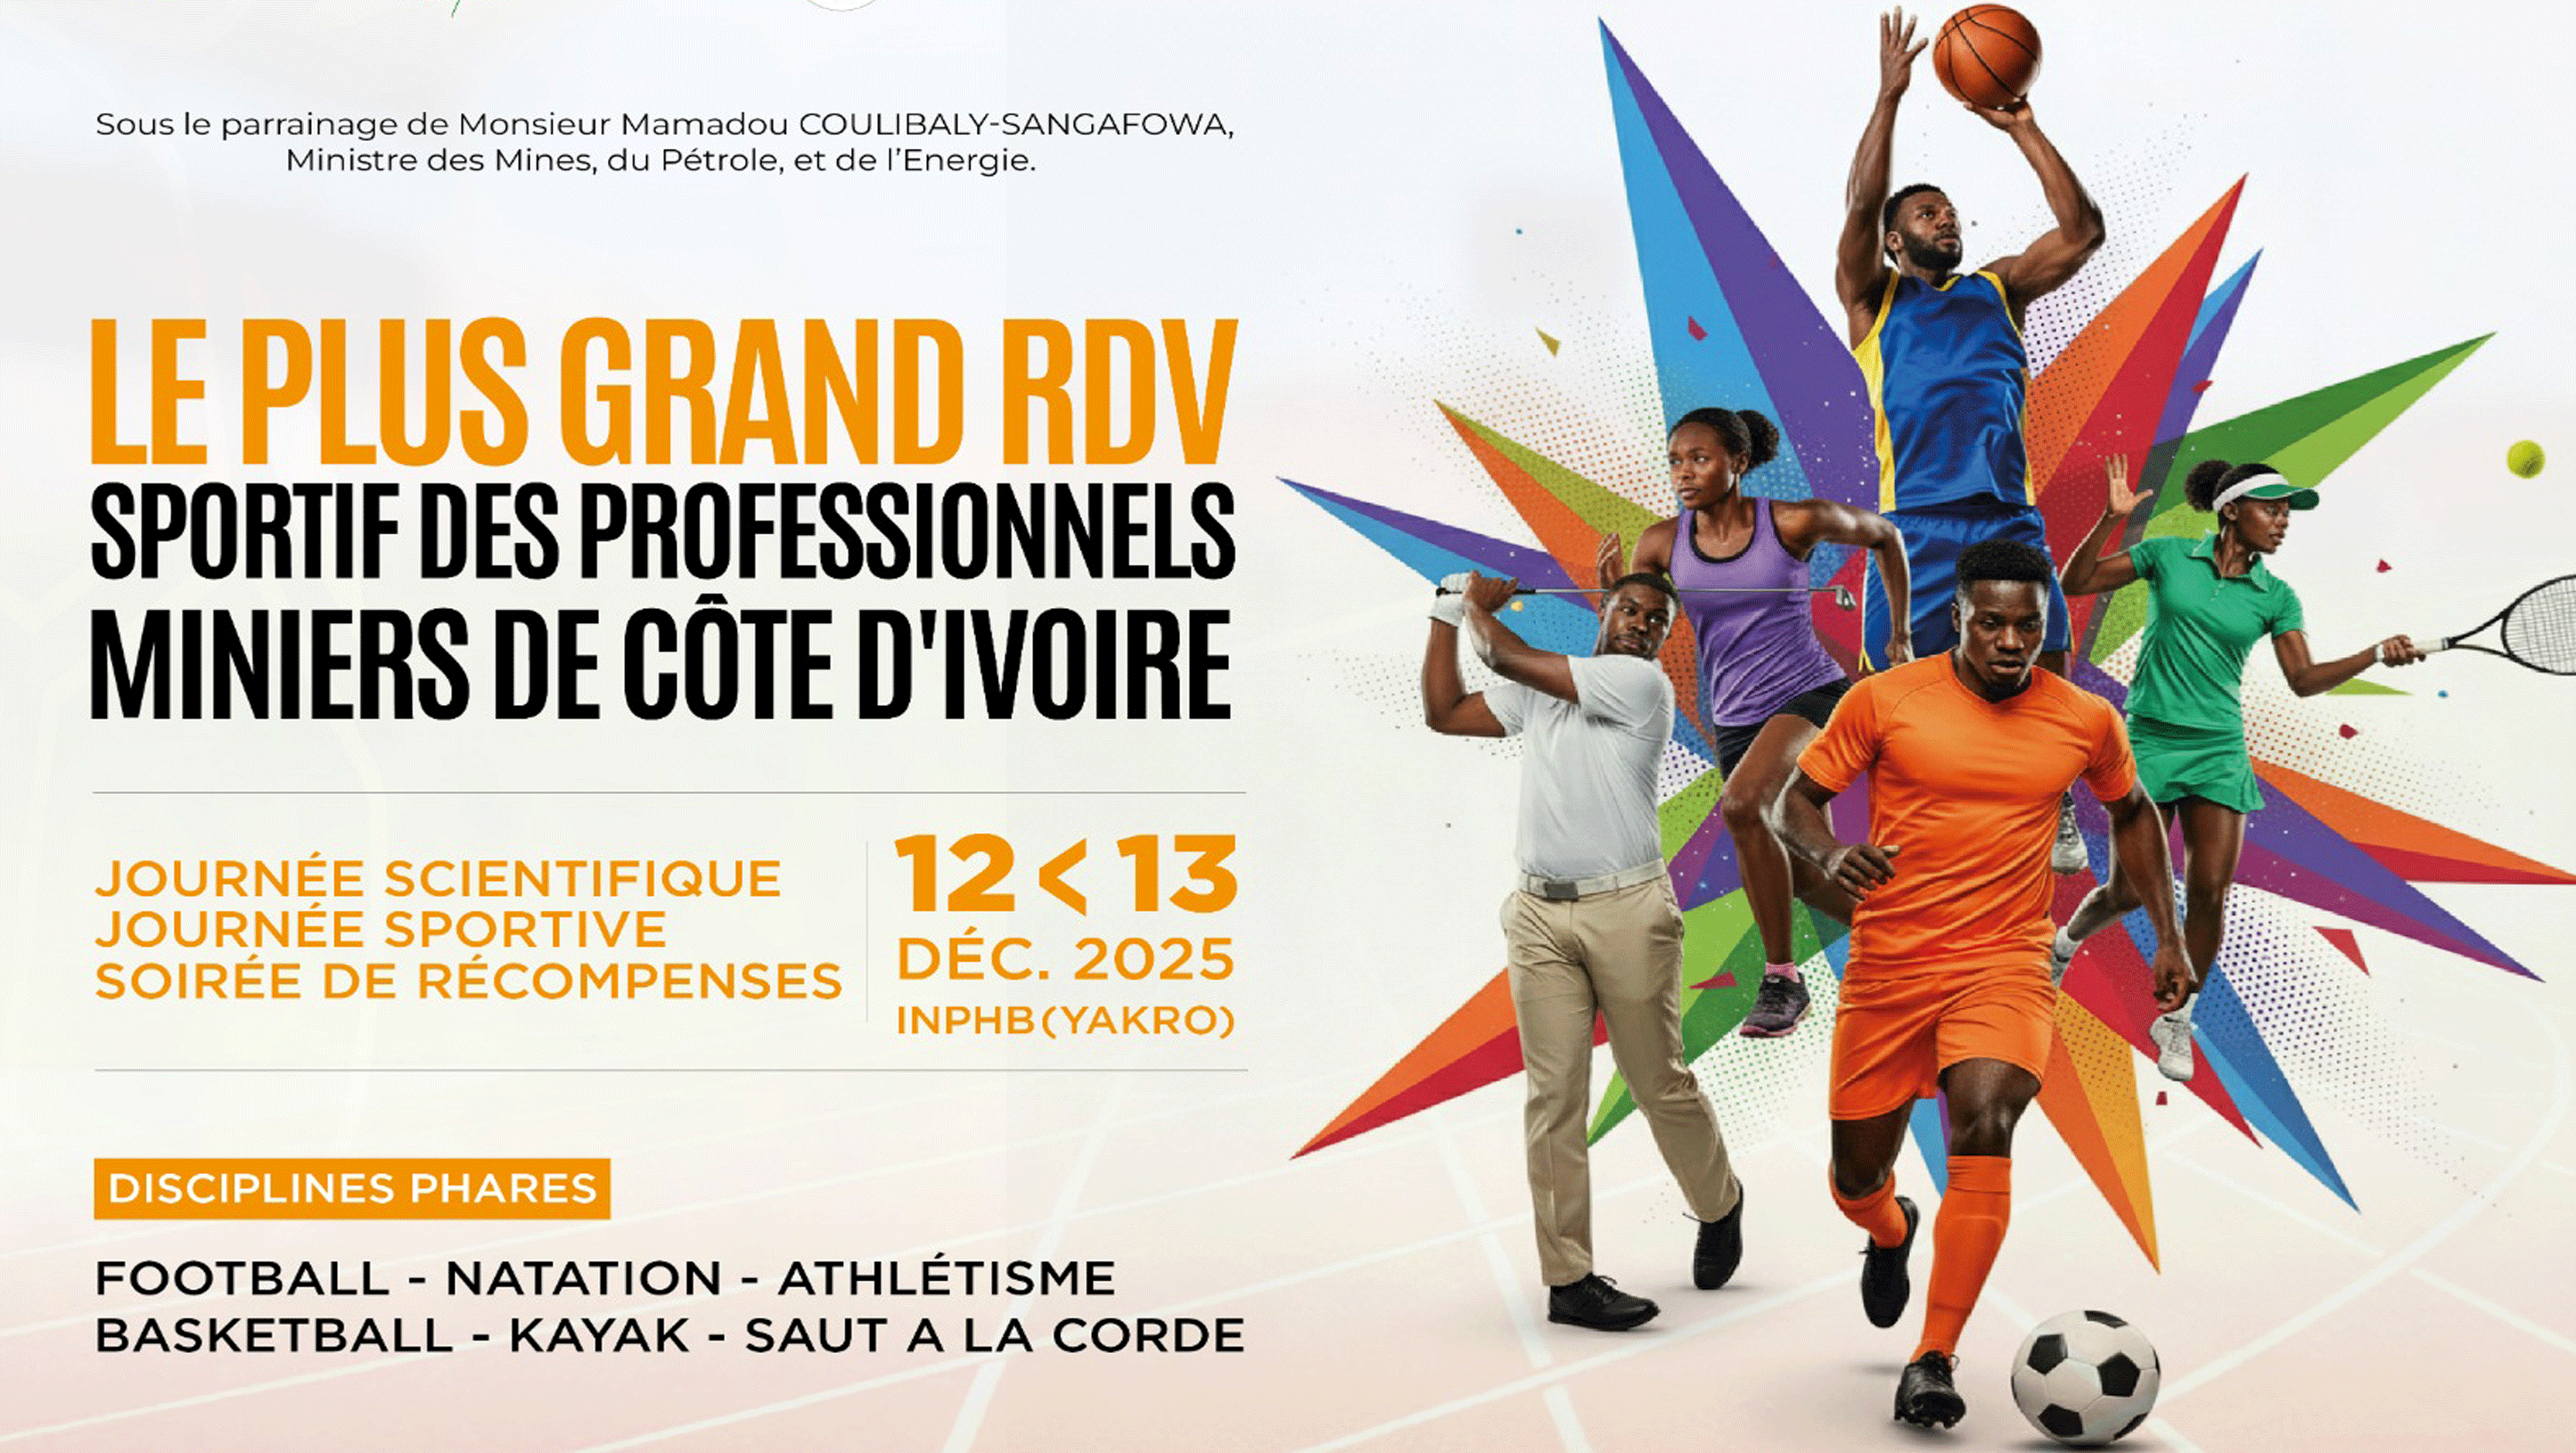 Sous le parrainage de Monsieur Mamadou COULIBALY-SANGAFOWA,
Ministre des Mines, du Pétrole, et de l'Energie.
LE PLUS GRAND RDV
SPORTIF DES PROFESSIONNELS
MINIERS DE CÔTE D'IVOIRE
JOURNÉE SCIENTIFIQUE
JOURNÉE SPORTIVE
SOIRÉE DE RÉCOMPENSES
12 < 13
DÉC. 2025
INPHB (YAKRO)
DISCIPLINES PHARES
FOOTBALL - NATATION - ATHLÉTISME
BASKETBALL - KAYAK - SAUT A LA CORDE